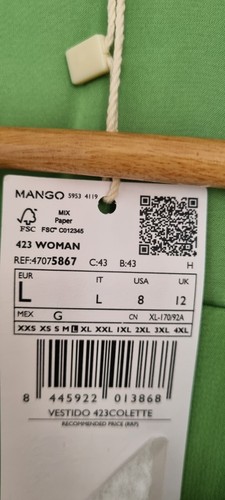 MANGO 5953 4119
FSC
MIX
Paper
FSC® C012345
423 WOMAN
REF:47075867 C:43 B:43 H
EUR IT USA UK
L L 8 12
MEX G CN XL-170/92A
XXS XS S M L XL XXL 1XL 2XL 3XL 4XL
8 445922 013868
VESTIDO 423COLETTE
RECOMMENDED PRICE (RRP)